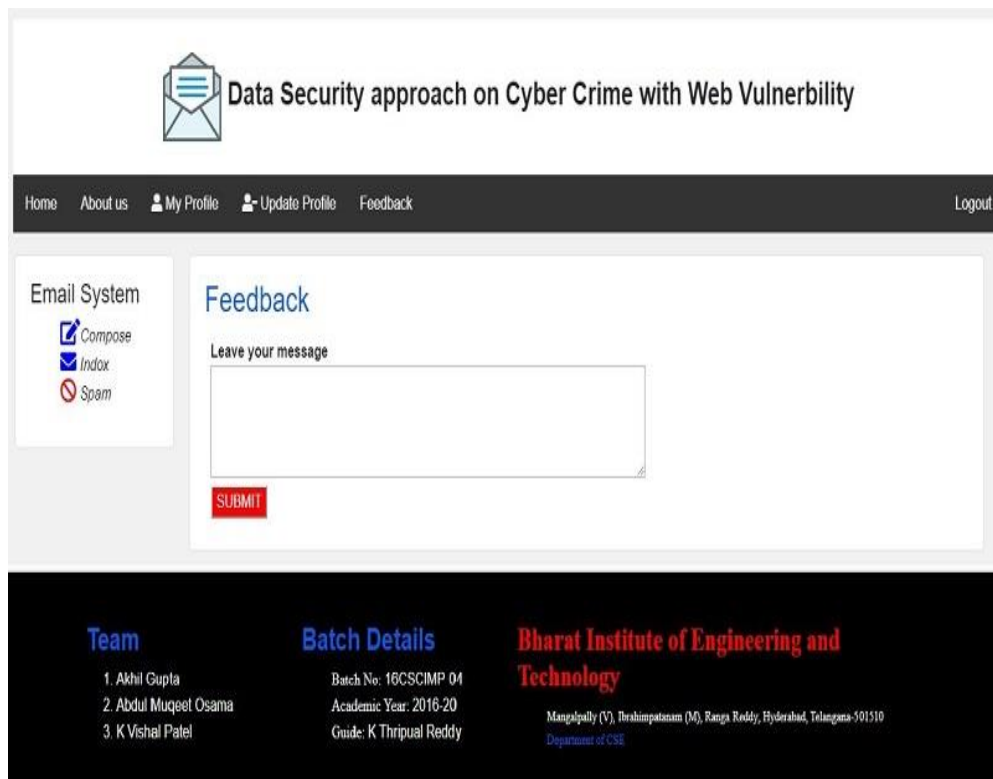 Data Security approach on Cyber Crime with Web Vulnerbility
Home About us My Profile Update Profile Feedback Logout
Email System
Compose
Indox
Spam
Feedback
Leave your message
SUBMIT
Team
1. Akhil Gupta
2. Abdul Muqeet Osama
3. K Vishal Patel
Batch Details
Batch No: 16CSCIMP 04
Academic Year: 2016-20
Guide: K Thripual Reddy
Bharat Institute of Engineering and
Technology
Mangalpally (V), Ibrahimpatanam (M), Ranga Reddy, Hyderabad, Telangana-501510
Department of CSE